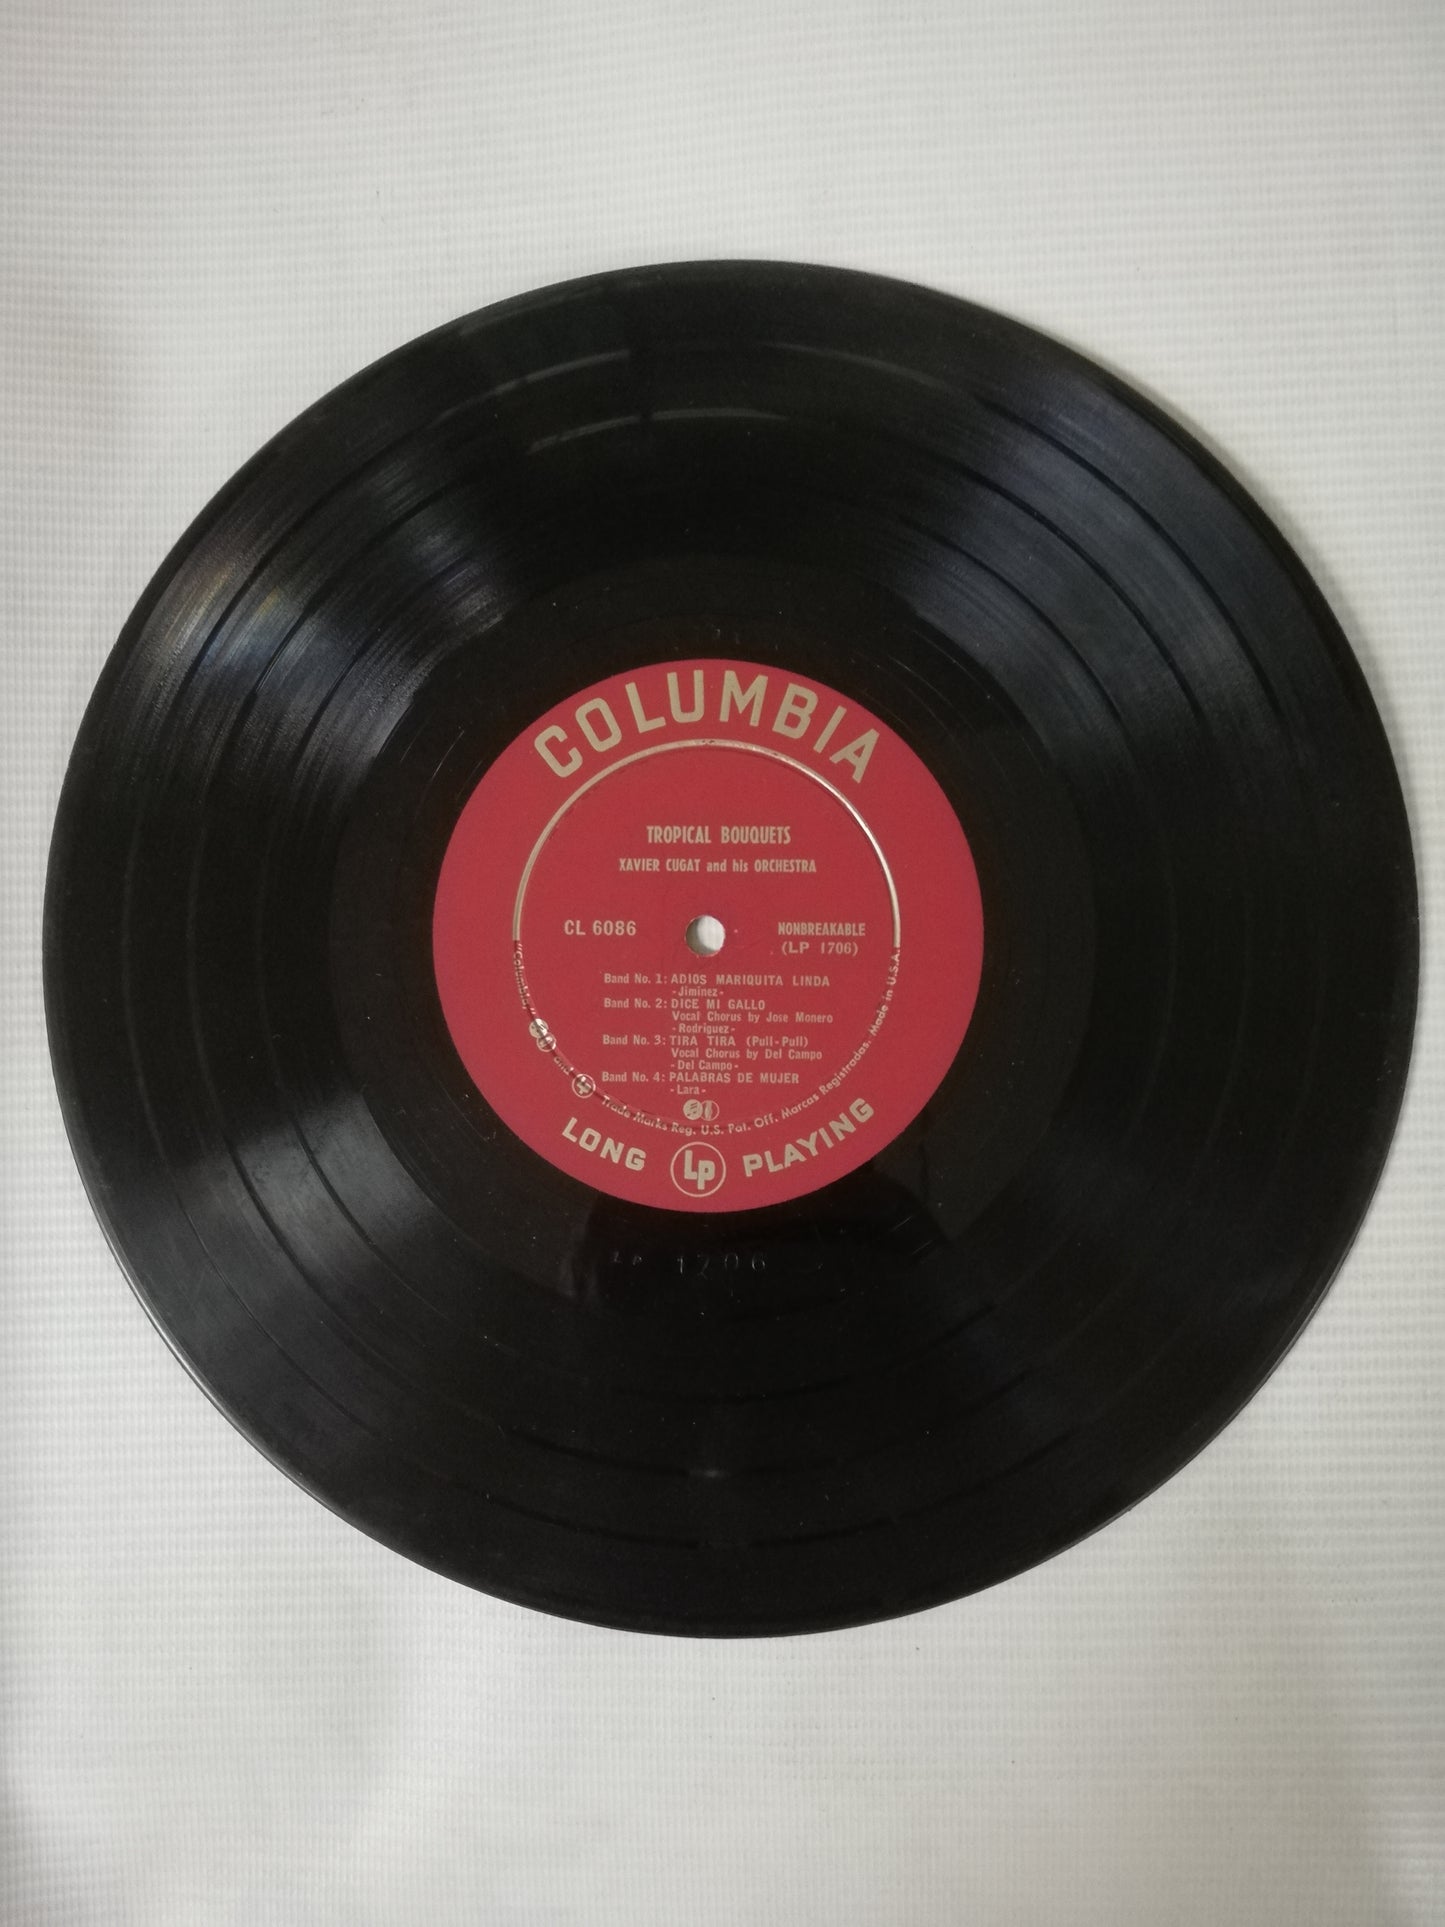 COLUMBIA
TROPICAL BOUQUETS
XAVIER CUGAT and his ORCHESTRA
CL 6086
NONBREAKABLE
(LP 1706)
Band No. 1: ADIOS MARIQUITA LINDA
- Jiminez -
Band No. 2: DICE MI GALLO
Vocal Chorus by Jose Monero
- Rodriguez -
Band No. 3: TIRA TIRA (Pull-Pull)
Vocal Chorus by Del Campo
- Del Campo -
Band No. 4: PALABRAS DE MUJER
- Lara -
"Columbia," and Trade Marks Reg. U.S. Pat. Off. Marcas Registradas. Made in U.S.A.
LONG LP PLAYING
LP 1706